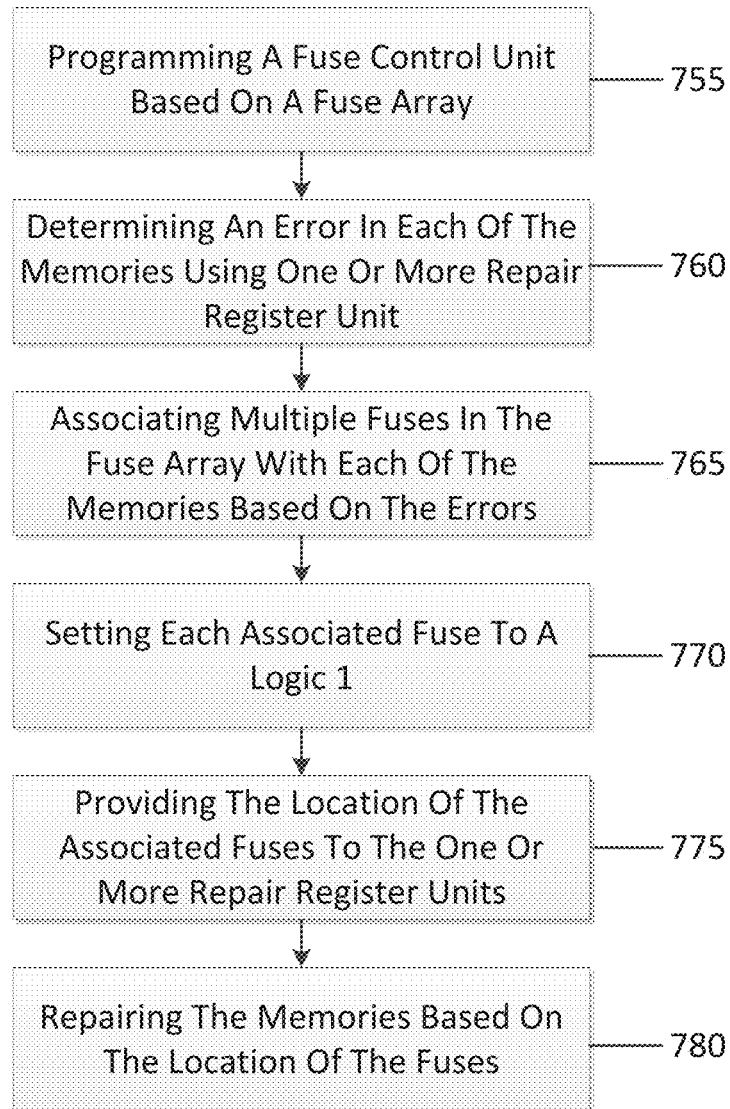 Programming A Fuse Control Unit
Based On A Fuse Array
755
Determining An Error In Each Of The
Memories Using One Or More Repair
Register Unit
760
Associating Multiple Fuses In The
Fuse Array With Each Of The
Memories Based On The Errors
765
Setting Each Associated Fuse To A
Logic 1
770
Providing The Location Of The
Associated Fuses To The One Or
More Repair Register Units
775
Repairing The Memories Based On
The Location Of The Fuses
780